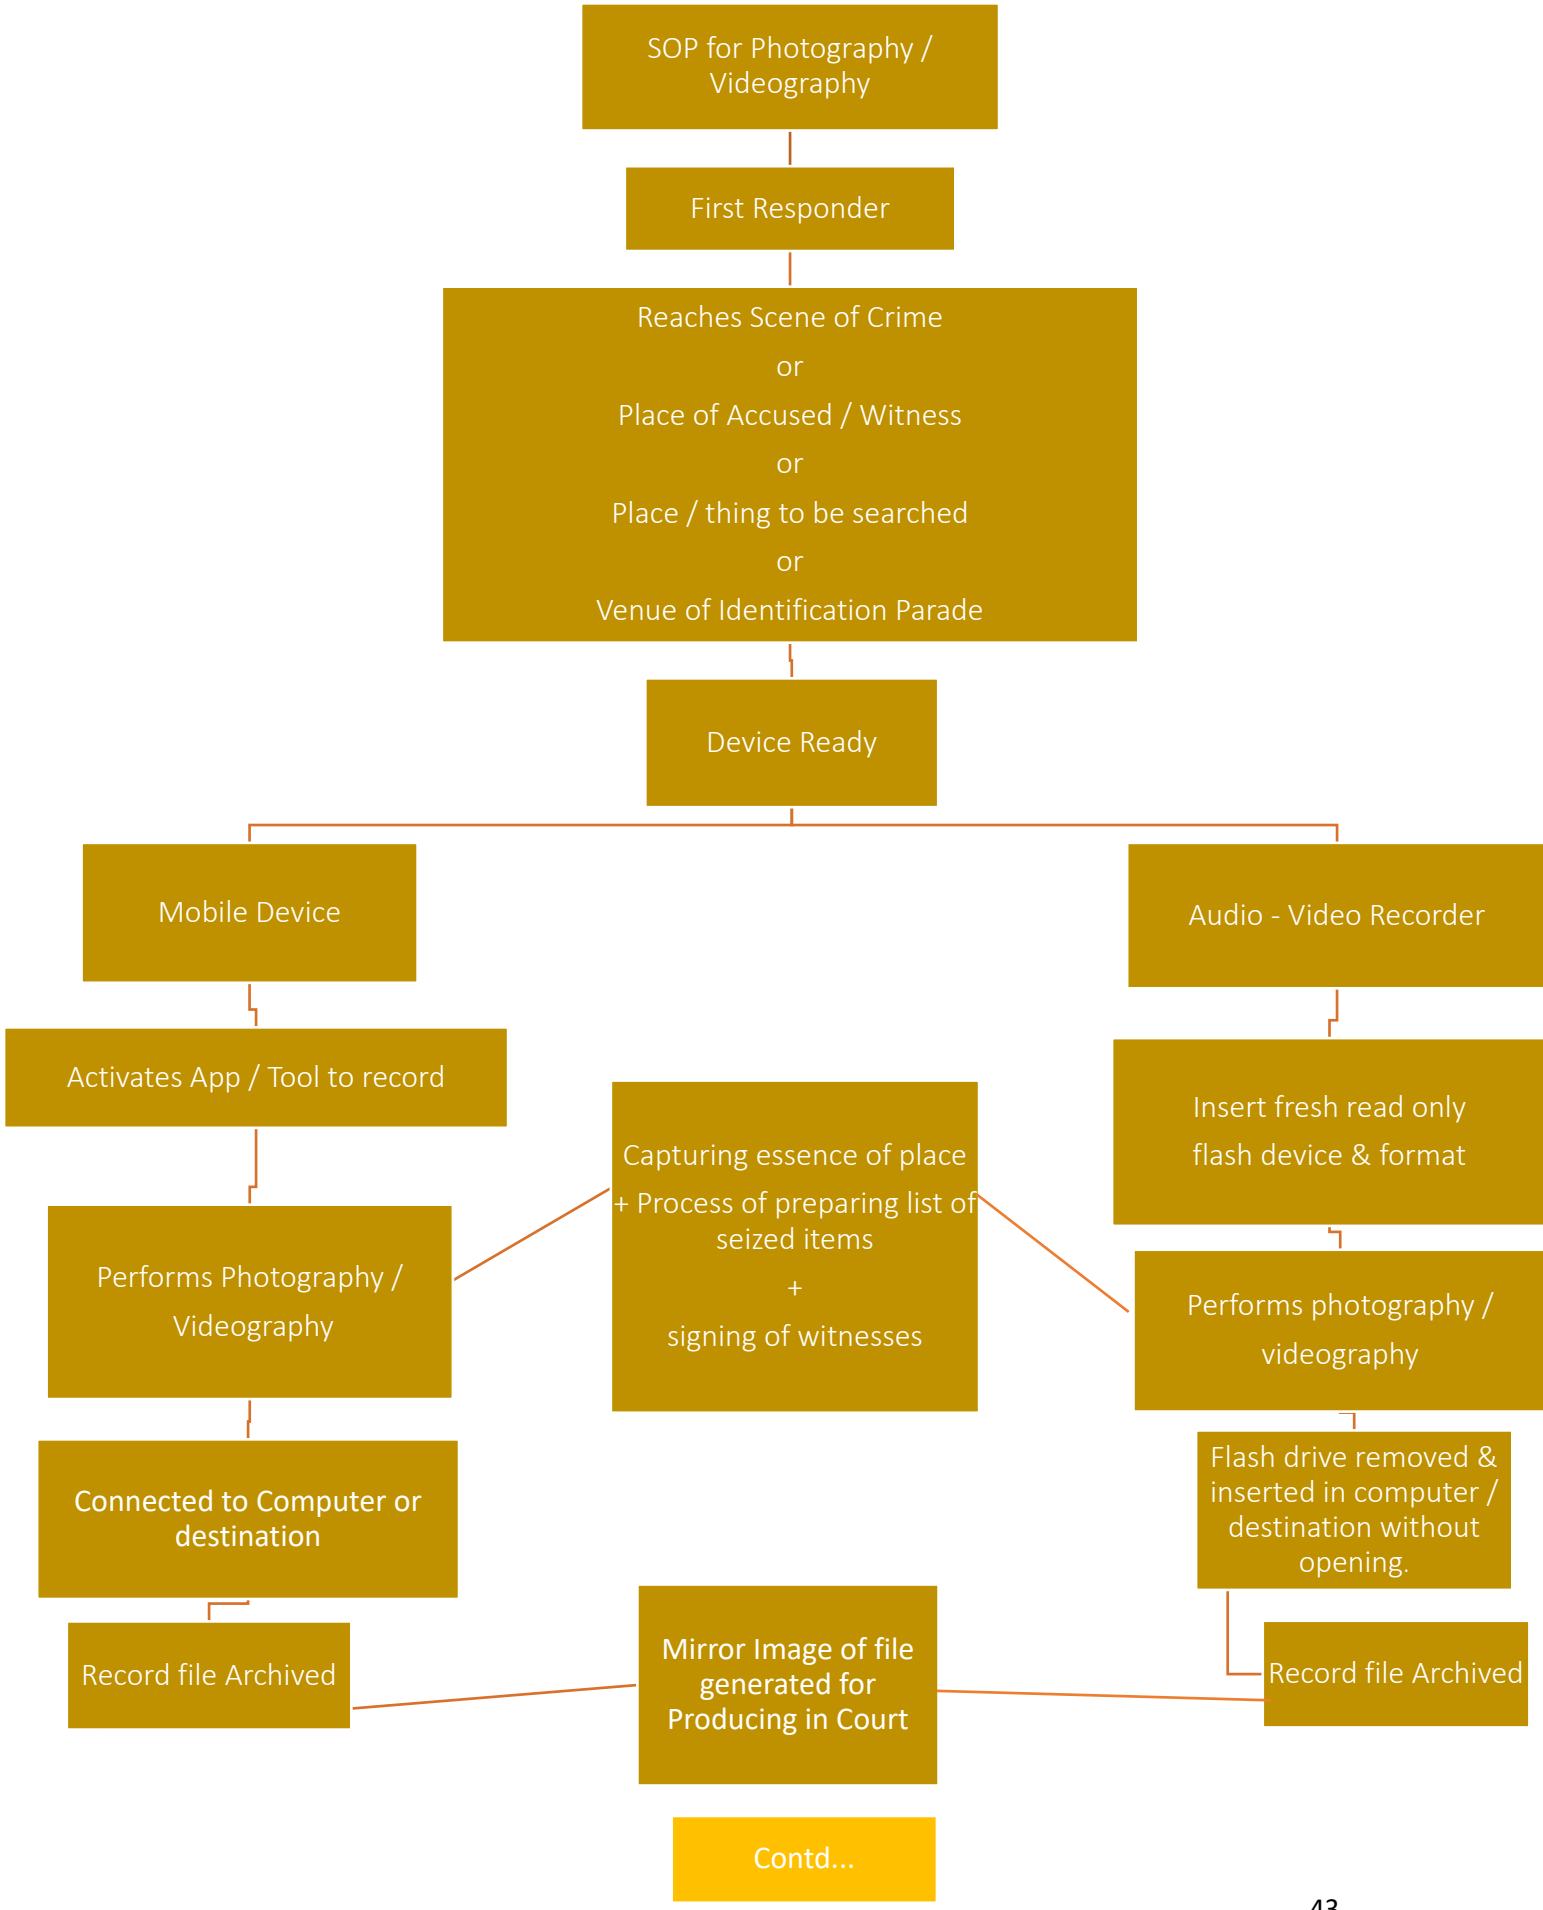 SOP for Photography /
Videography
First Responder
Reaches Scene of Crime
or
Place of Accused / Witness
or
Place / thing to be searched
or
Venue of Identification Parade
Device Ready
Mobile Device
Audio - Video Recorder
Activates App / Tool to record
Insert fresh read only
flash device & format
Capturing essence of place
+ Process of preparing list of
seized items
+
signing of witnesses
Performs Photography /
Videography
Performs photography /
videography
Connected to Computer or
destination
Flash drive removed &
inserted in computer /
destination without
opening.
Record file Archived
Mirror Image of file
generated for
Producing in Court
Record file Archived
Contd...
43